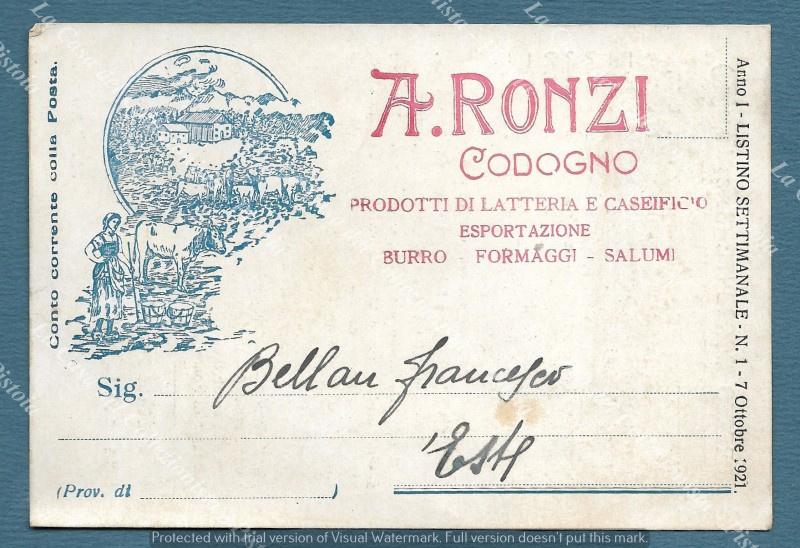 Conto corrente colla Posta.
A. RONZI
CODOGNO
PRODOTTI DI LATTERIA E CASEIFICIO
ESPORTAZIONE
BURRO - FORMAGGI - SALUMI
Sig. Bellan francesco
Este
(Prov. di )
Anno I - LISTINO SETTIMANALE - N. 1 - 7 Ottobre 1921.
Protected with trial version of Visual Watermark. Full version doesn't put this mark.